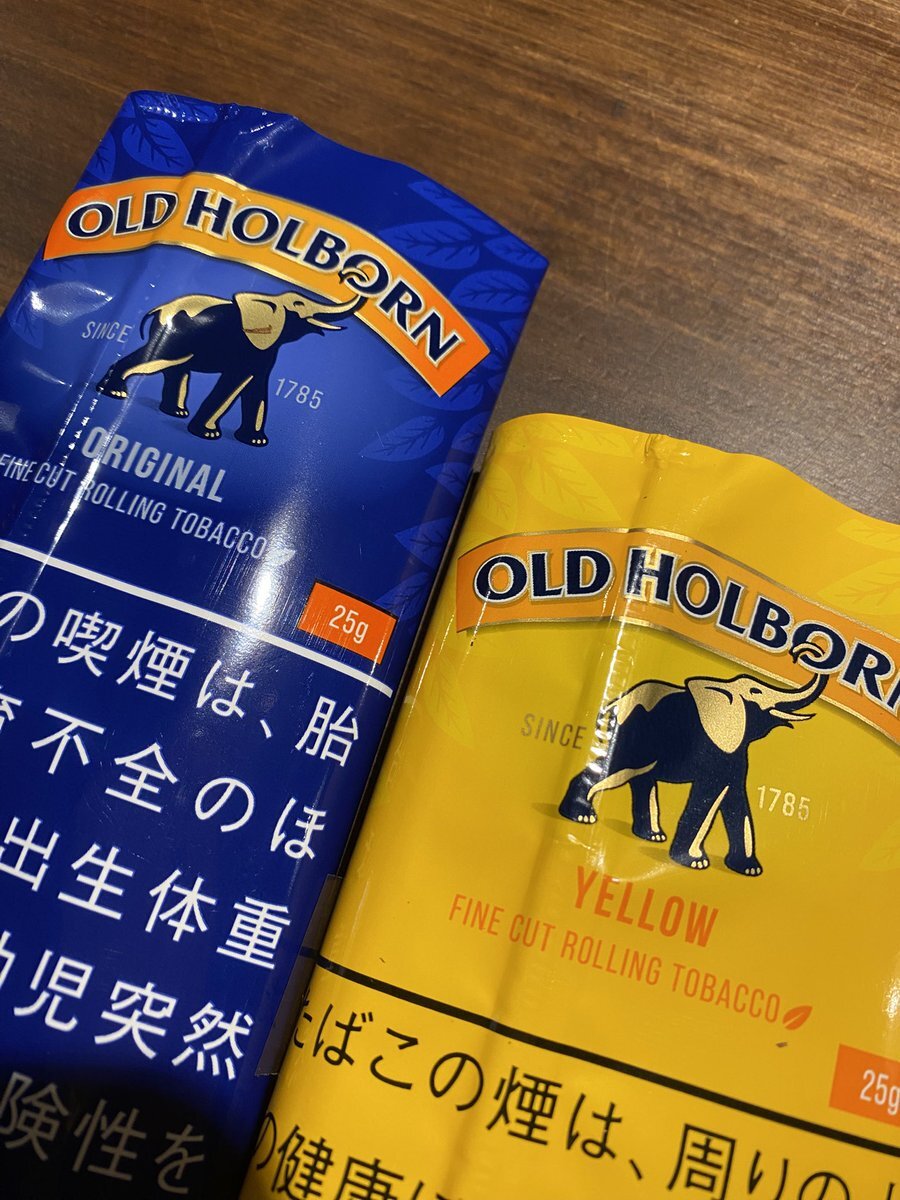 OLD HOLBORN
SINCE 1785
ORIGINAL
FINE CUT ROLLING TOBACCO
25g
の喫煙は、胎
不全のほ
出生体重
児突然
険性を
OLD HOLBOR
SINCE 1785
YELLOW
FINE CUT ROLLING TOBACCO
25g
たばこの煙は、周りの
の健康